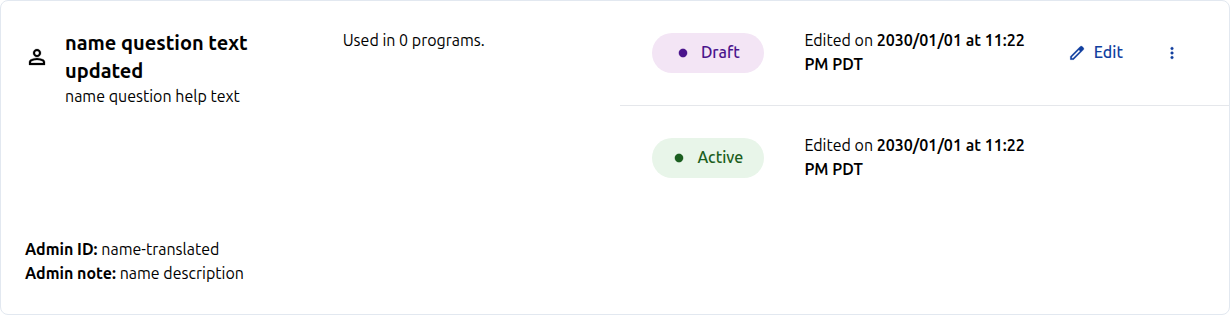 name question text
updated
name question help text
Used in 0 programs.
Draft
Edited on 2030/01/01 at 11:22
PM PDT
Edit
Active
Edited on 2030/01/01 at 11:22
PM PDT
Admin ID: name-translated
Admin note: name description